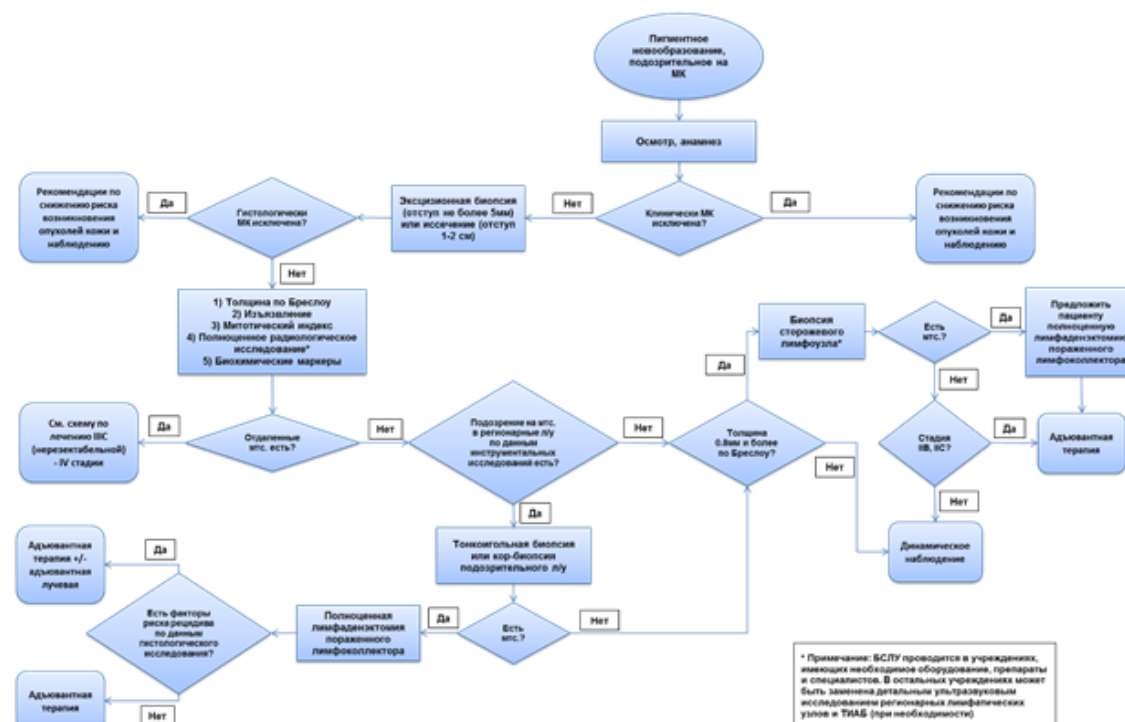 Пигментное
новообразование,
подозрительное на
МК
Осмотр, анамнез
Рекомендации по
снижению риска
возникновения
опухолей кожи и
наблюдению
Да
Гистологически
МК исключена?
Эксцизионная биопсия
(отступ не более 5мм)
или иссечение (отступ
1-2 см)
Нет
Клинически МК
исключена?
Да
Рекомендации по
снижению риска
возникновения
опухолей кожи и
наблюдению
Нет
1) Толщина по Бреслоу
2) Изъязвление
3) Митотический индекс
4) Полноценное радиологическое
исследование*
5) Биохимические маркеры
Биопсия
сторожевого
лимфоузла*
Есть
мтс.?
Да
Предложить
пациенту
полноценную
лимфаденэктомию
пораженного
лимфоколлектора
Да
Нет
См. схему по
лечению IIIC
(нерезектабельной)
- IV стадии
Да
Отдаленные
мтс. есть?
Нет
Подозрение на мтс.
в регионарные л/у
по данным
инструментальных
исследований есть?
Нет
Толщина
0.8мм и более
по Бреслоу?
Нет
Стадия
IIB, IIC?
Да
Адъювантная
терапия
Нет
Да
Тонкоигольная биопсия
или кор-биопсия
подозрительного л/у
Динамическое
наблюдение
Адъювантная
терапия +/-
адъювантная
лучевая
Да
Есть факторы
риска рецидива
по данным
гистологического
исследования?
Полноценная
лимфаденэктомия
пораженного
лимфоколлектора
Да
Есть
мтс.?
Нет
Адъювантная
терапия
Нет
* Примечание: БСЛУ проводится в учреждениях,
имеющих необходимое оборудование, препараты
и специалистов. В остальных учреждениях может
быть заменена детальным ультразвуковым
исследованием регионарных лимфатических
узлов и ТИАБ (при необходимости)